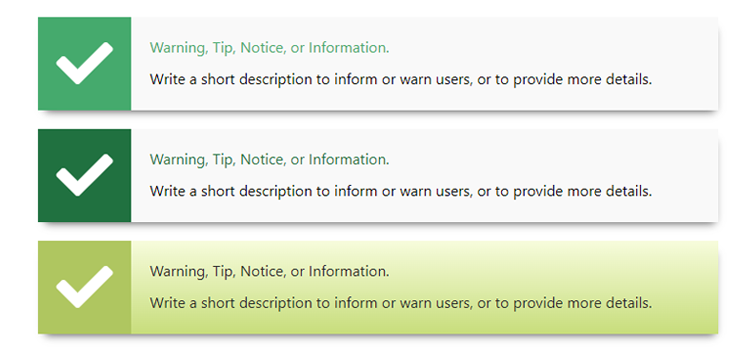 Warning, Tip, Notice, or Information.
Write a short description to inform or warn users, or to provide more details.
Warning, Tip, Notice, or Information.
Write a short description to inform or warn users, or to provide more details.
Warning, Tip, Notice, or Information.
Write a short description to inform or warn users, or to provide more details.